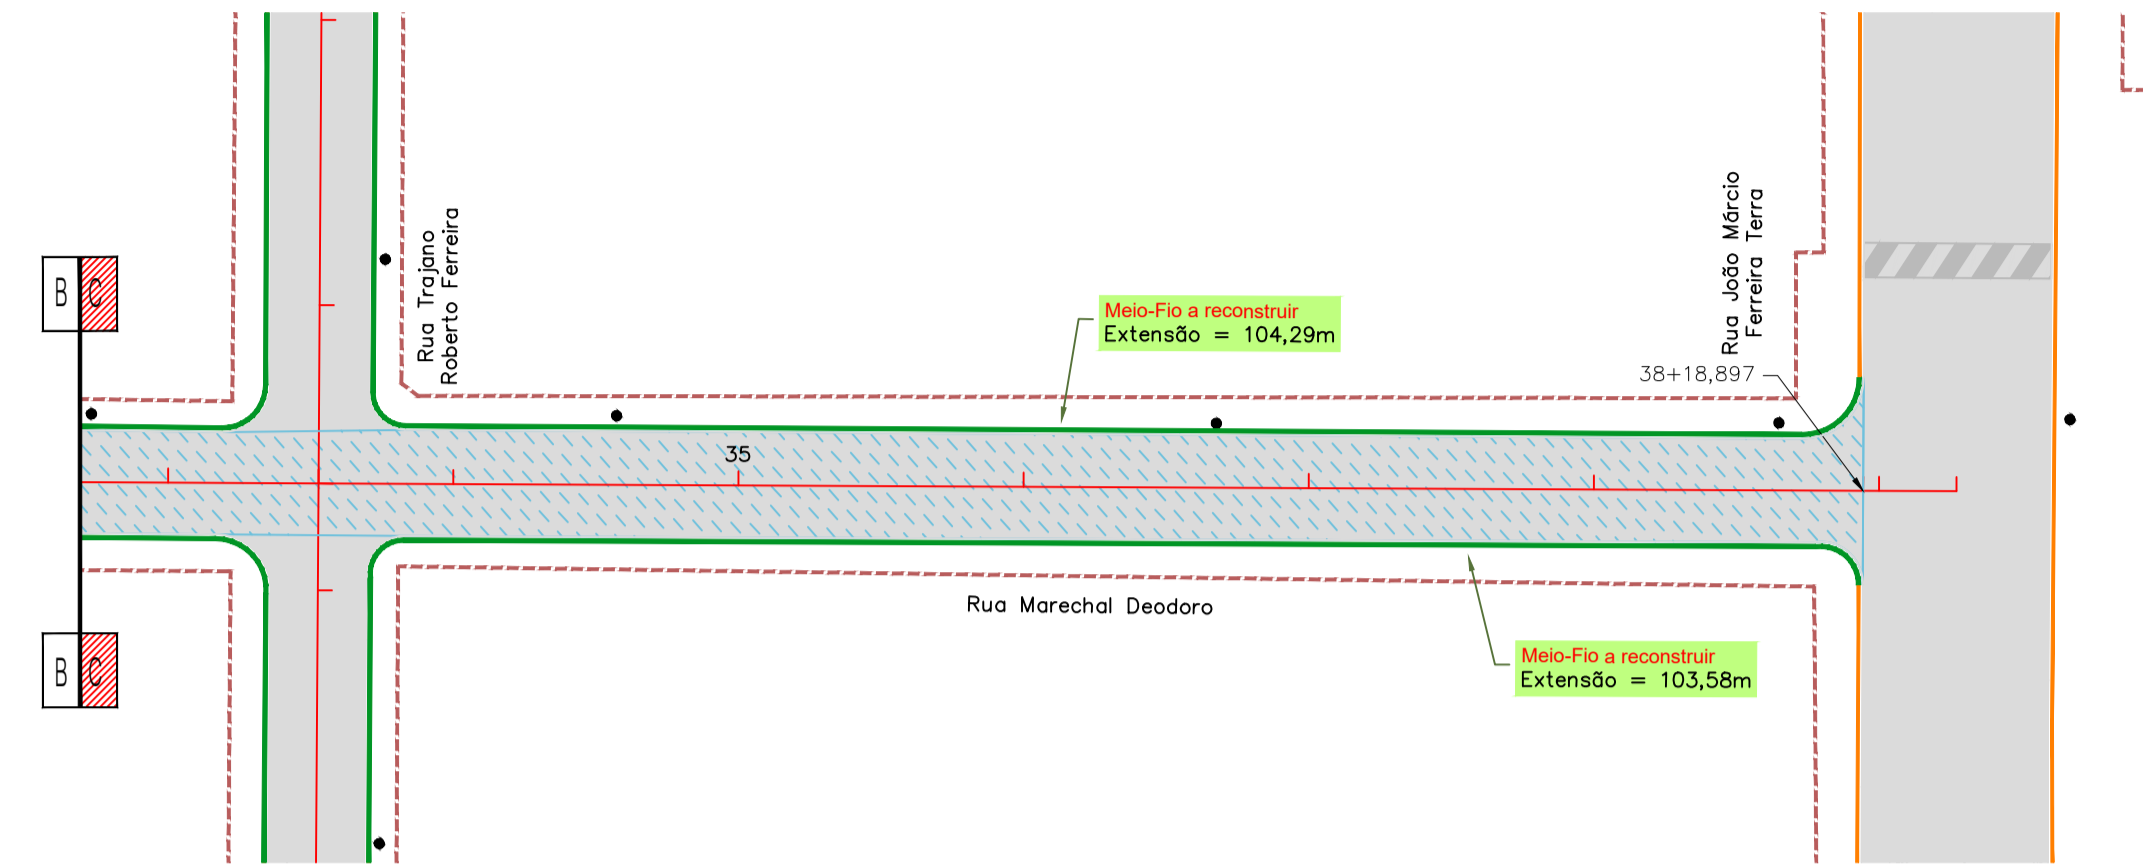 B C
Rua Trajano
Roberto Ferreira
Meio-Fio a reconstruir
Extensão = 104,29m
Rua João Márcio
Ferreira Terra
38+18,897
35
Rua Marechal Deodoro
B C
Meio-Fio a reconstruir
Extensão = 103,58m